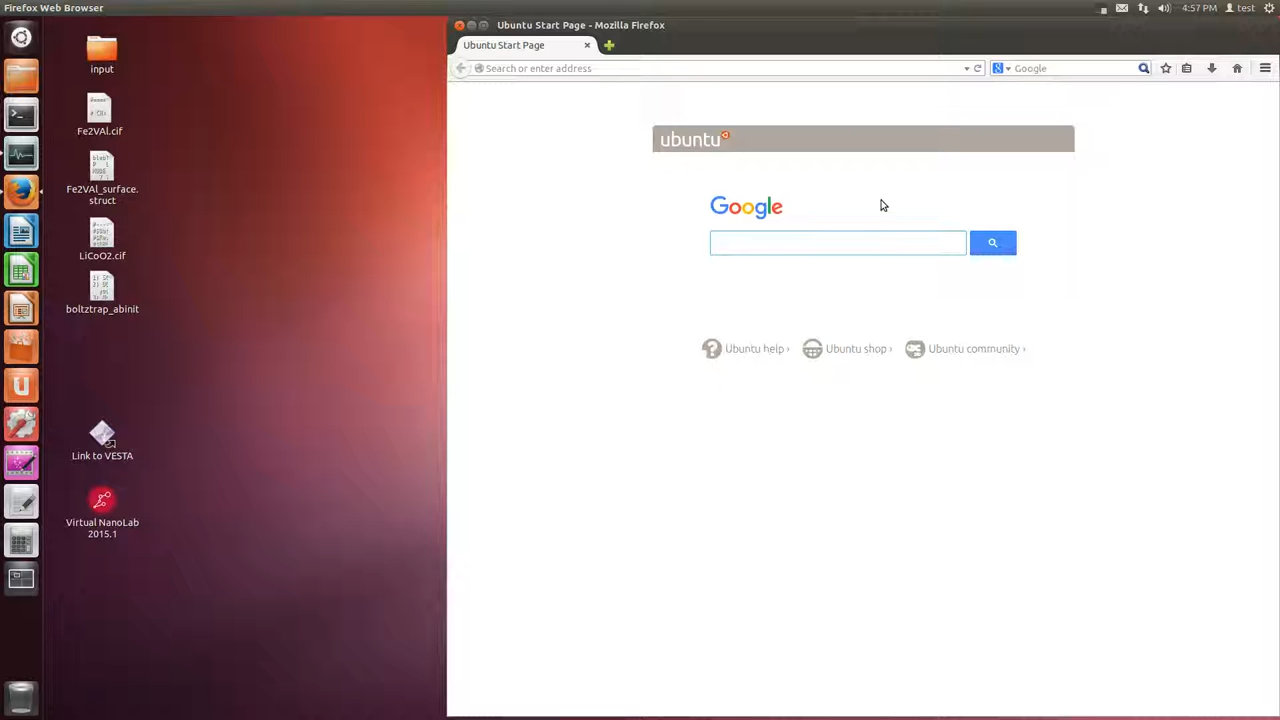 Firefox Web Browser
4:57 PM
test
input
Fe2VAl.cif
Fe2VAl_surface.
struct
LiCoO2.cif
boltztrap_abinit
Link to VESTA
Virtual NanoLab
2015.1
Ubuntu Start Page - Mozilla Firefox
Ubuntu Start Page
Search or enter address
Google
ubuntu
Google
Ubuntu help ›
Ubuntu shop ›
Ubuntu community ›